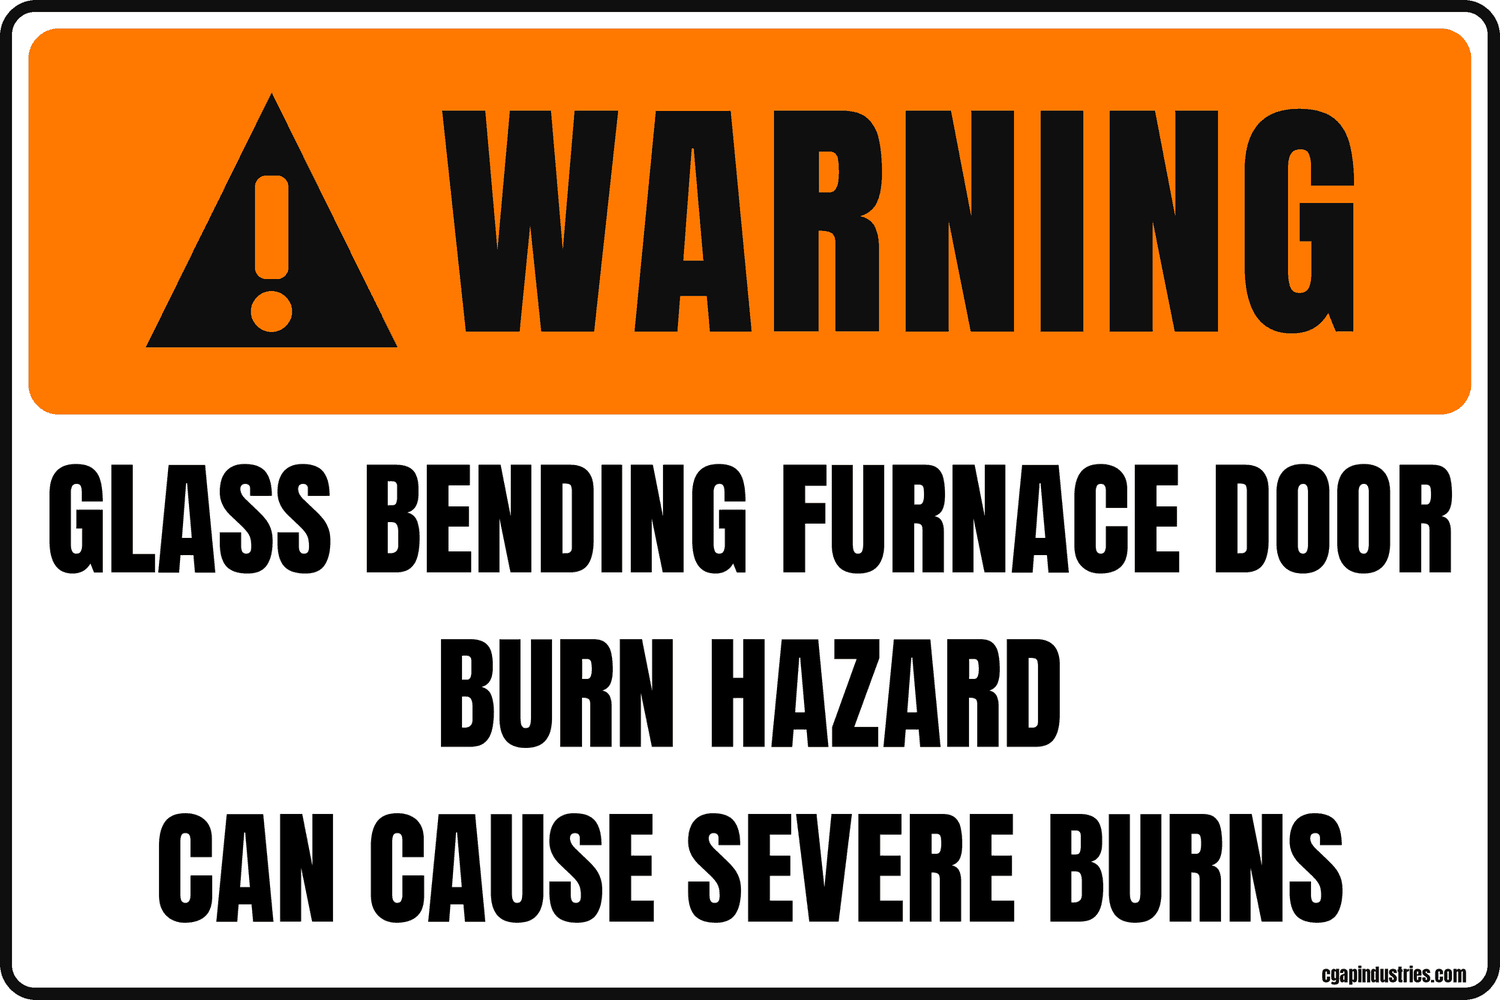 WARNING
GLASS BENDING FURNACE DOOR
BURN HAZARD
CAN CAUSE SEVERE BURNS
cgapindustries.com